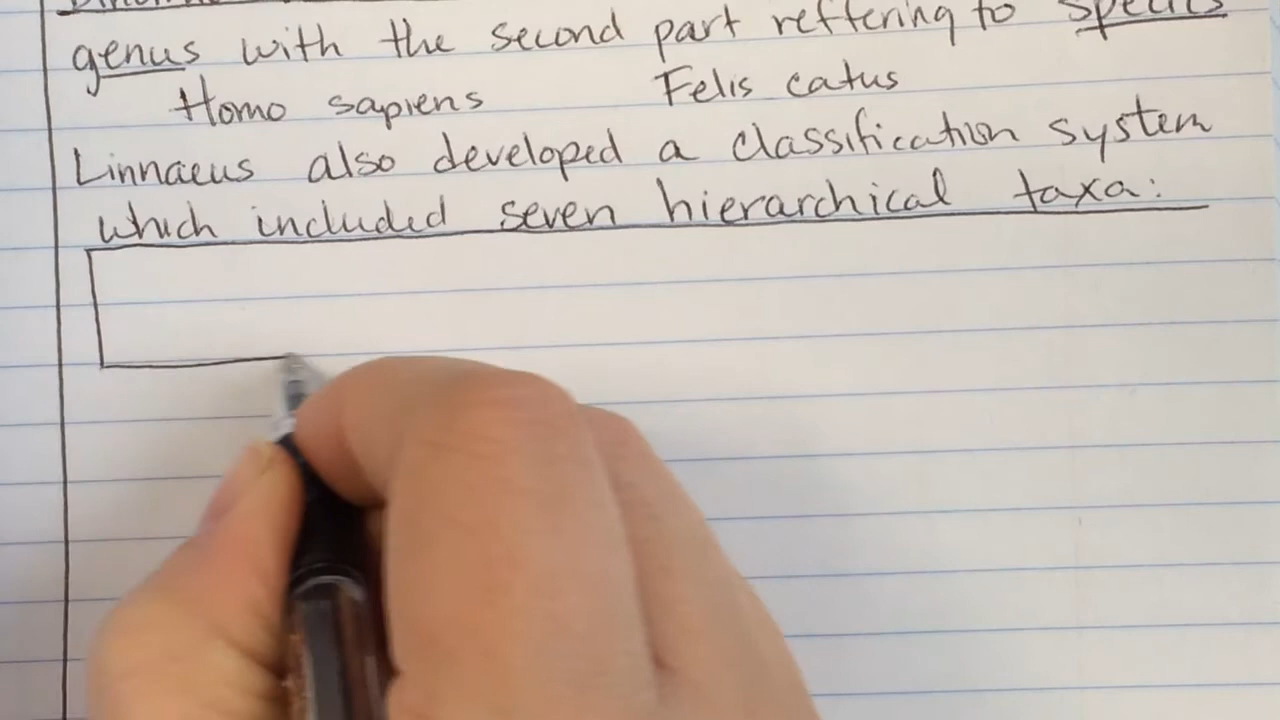 genus with the second part reffering to species
Homo sapiens Felis catus
Linnaeus also developed a classification system
which included seven hierarchical taxa: